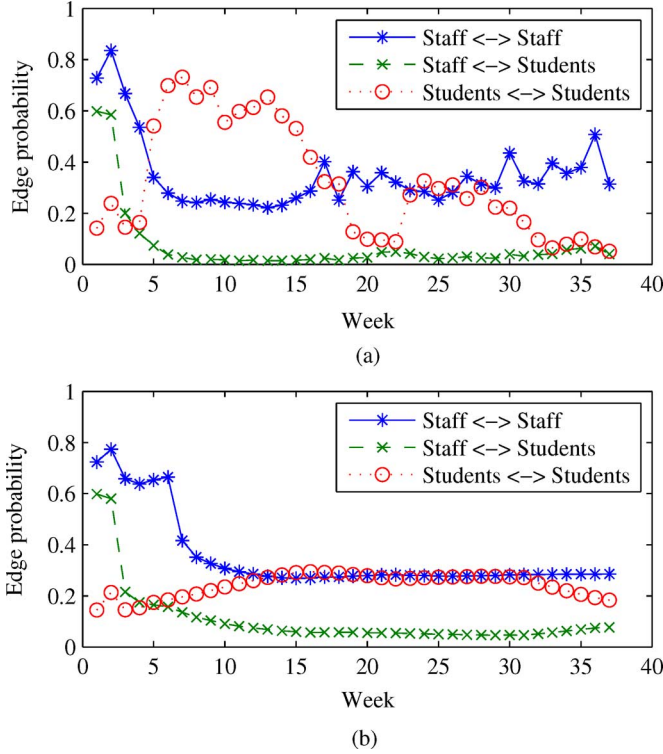 1
0.8
0.6
0.4
0.2
0
Edge probability
Staff <-> Staff
Staff <-> Students
Students <-> Students
0 5 10 15 20 25 30 35 40
Week
(a)
1
0.8
0.6
0.4
0.2
0
Edge probability
Staff <-> Staff
Staff <-> Students
Students <-> Students
0 5 10 15 20 25 30 35 40
Week
(b)